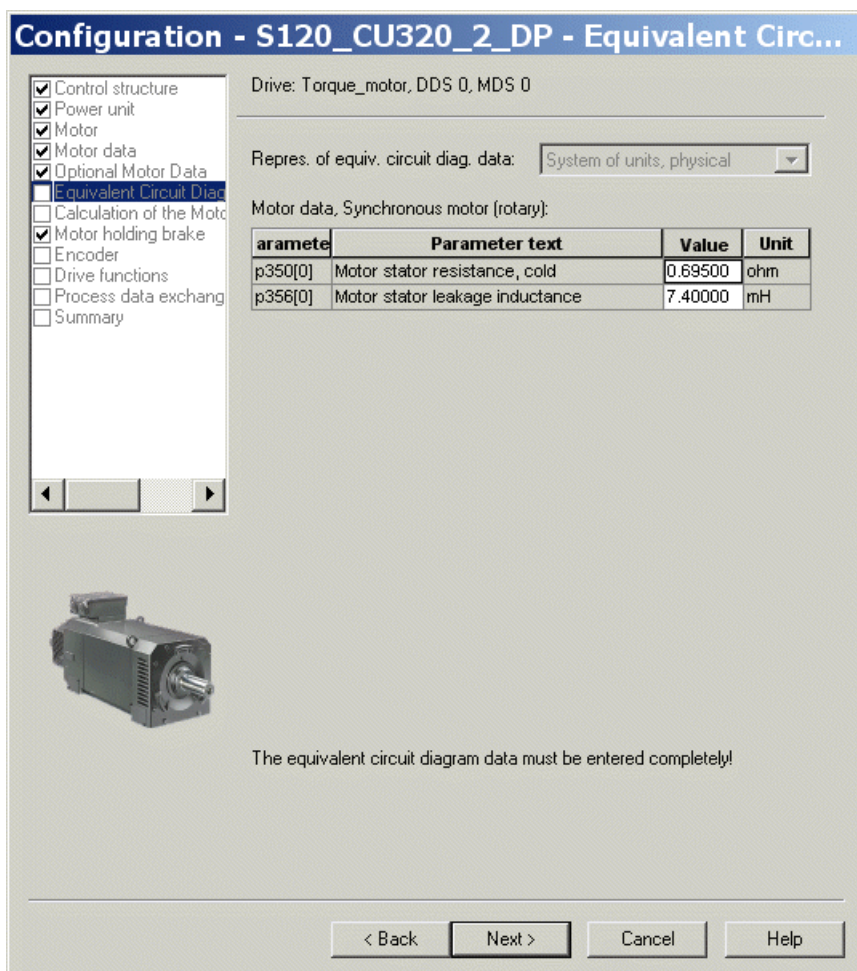 Configuration - S120_CU320_2_DP - Equivalent Circ...
Control structure
Power unit
Motor
Motor data
Optional Motor Data
Equivalent Circuit Diag
Calculation of the Moto
Motor holding brake
Encoder
Drive functions
Process data exchang
Summary
Drive: Torque_motor, DDS 0, MDS 0
Repres. of equiv. circuit diag. data: System of units, physical
Motor data, Synchronous motor (rotary):
aramete Parameter text Value Unit
p350[0] Motor stator resistance, cold 0.69500 ohm
p356[0] Motor stator leakage inductance 7.40000 mH
The equivalent circuit diagram data must be entered completely!
< Back Next > Cancel Help